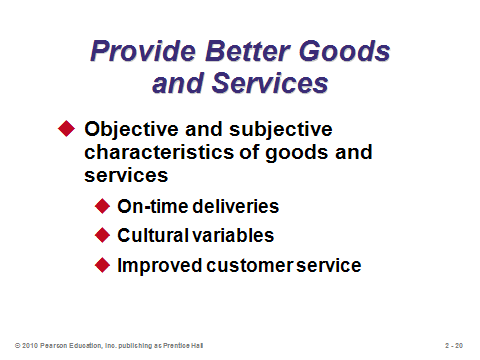 Provide Better Goods
and Services
Objective and subjective
characteristics of goods and
services
On-time deliveries
Cultural variables
Improved customer service
© 2010 Pearson Education, Inc. publishing as Prentice Hall
2 - 20